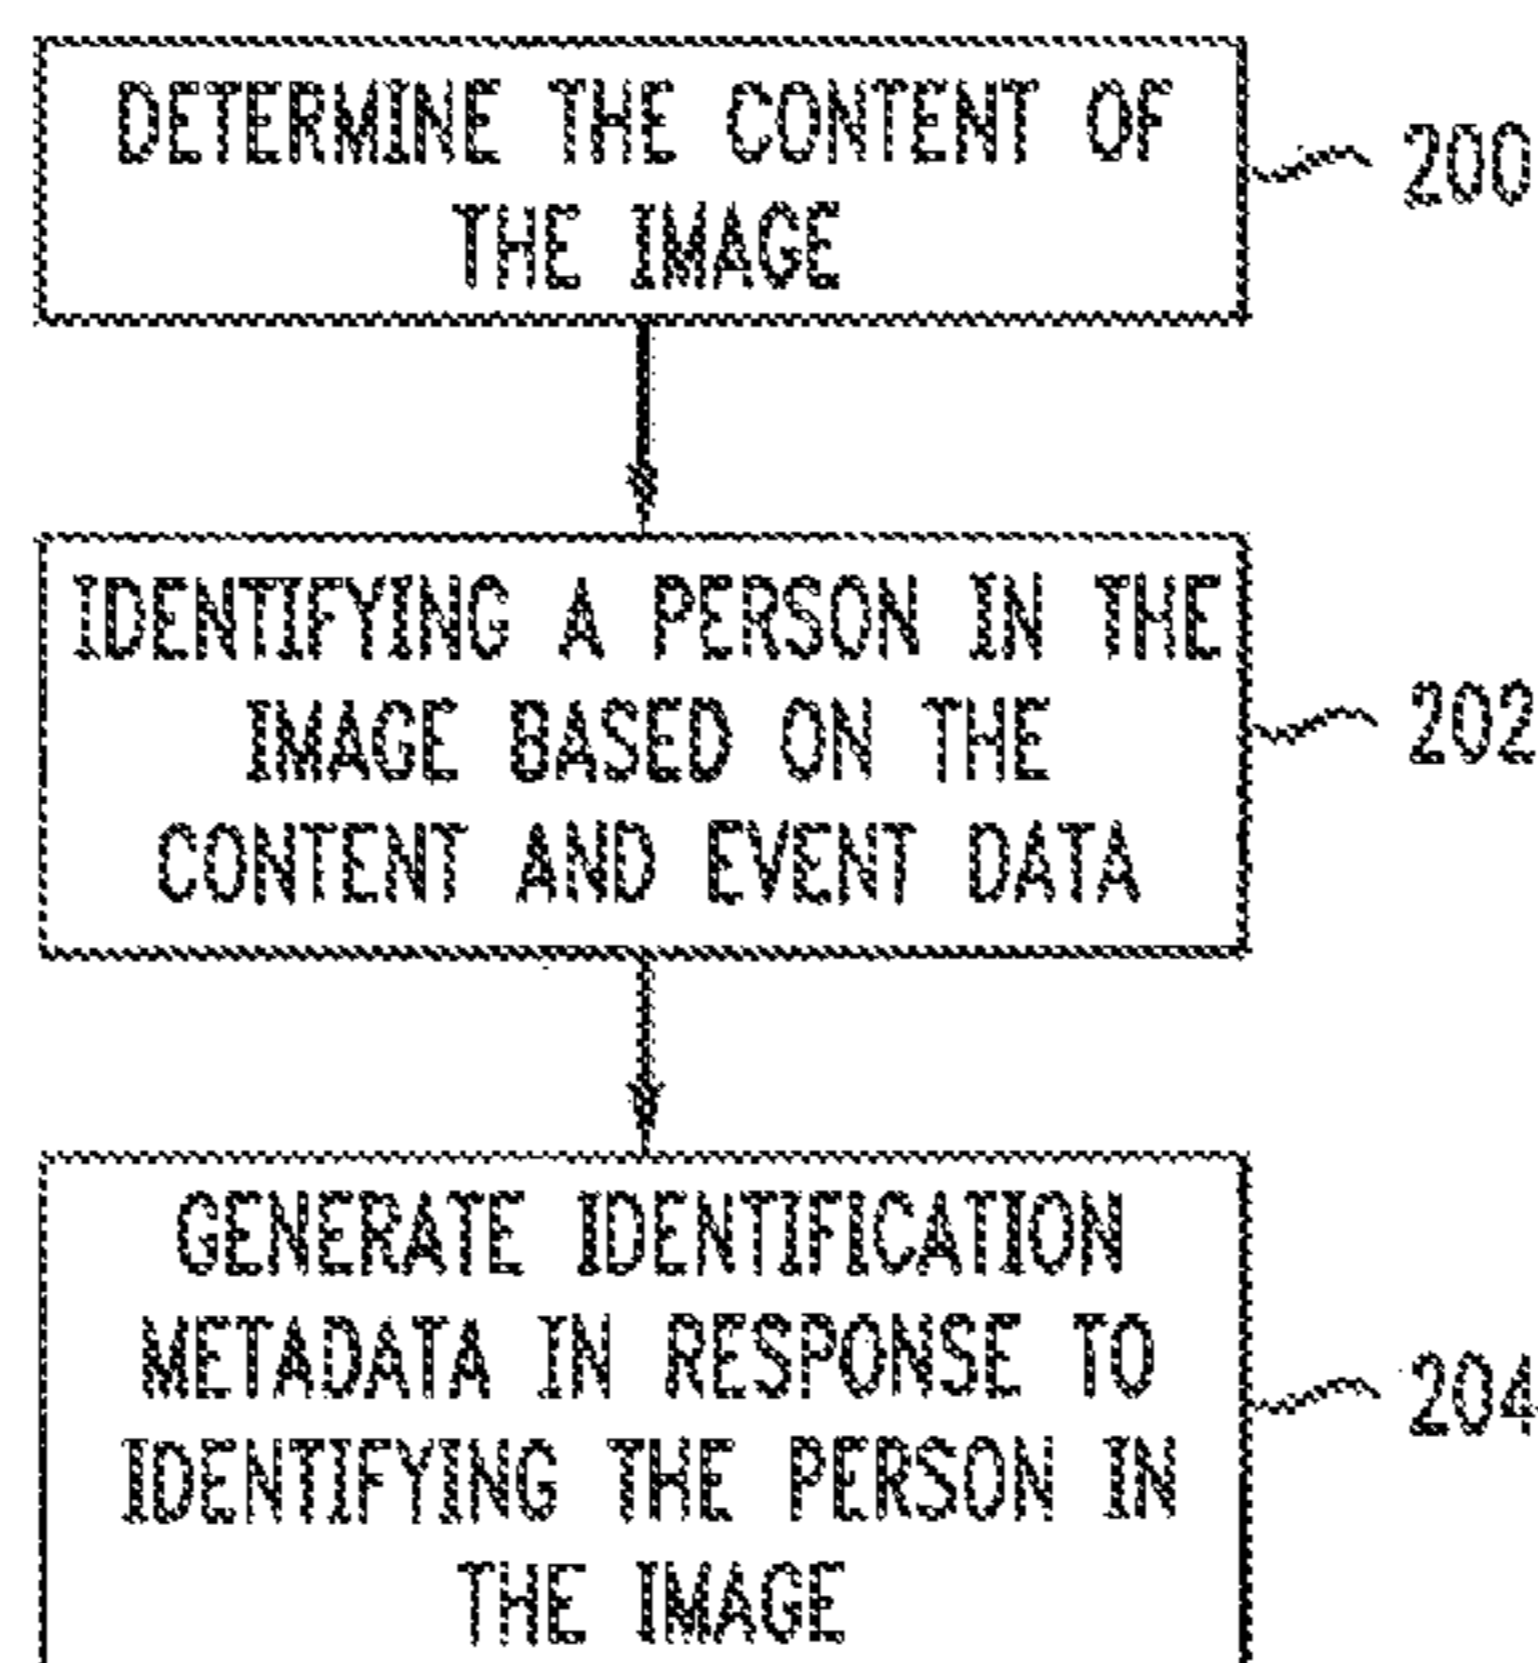 DETERMINE THE CONTENT OF
THE IMAGE
200
IDENTIFYING A PERSON IN THE
IMAGE BASED ON THE
CONTENT AND EVENT DATA
202
GENERATE IDENTIFICATION
METADATA IN RESPONSE TO
IDENTIFYING THE PERSON IN
THE IMAGE
204